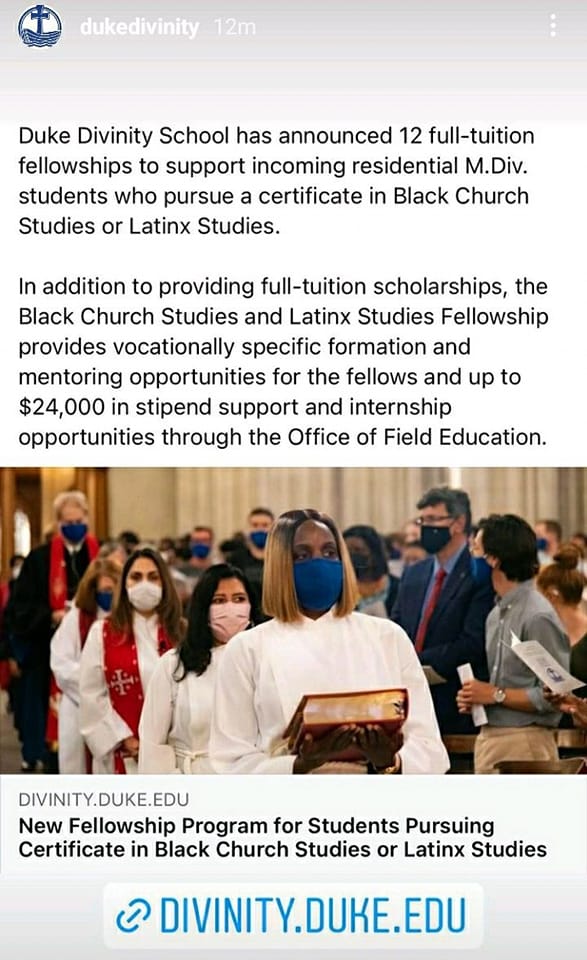 dukedivinity 12m
Duke Divinity School has announced 12 full-tuition
fellowships to support incoming residential M.Div.
students who pursue a certificate in Black Church
Studies or Latinx Studies.
In addition to providing full-tuition scholarships, the
Black Church Studies and Latinx Studies Fellowship
provides vocationally specific formation and
mentoring opportunities for the fellows and up to
$24,000 in stipend support and internship
opportunities through the Office of Field Education.
DIVINITY.DUKE.EDU
New Fellowship Program for Students Pursuing
Certificate in Black Church Studies or Latinx Studies
DIVINITY.DUKE.EDU